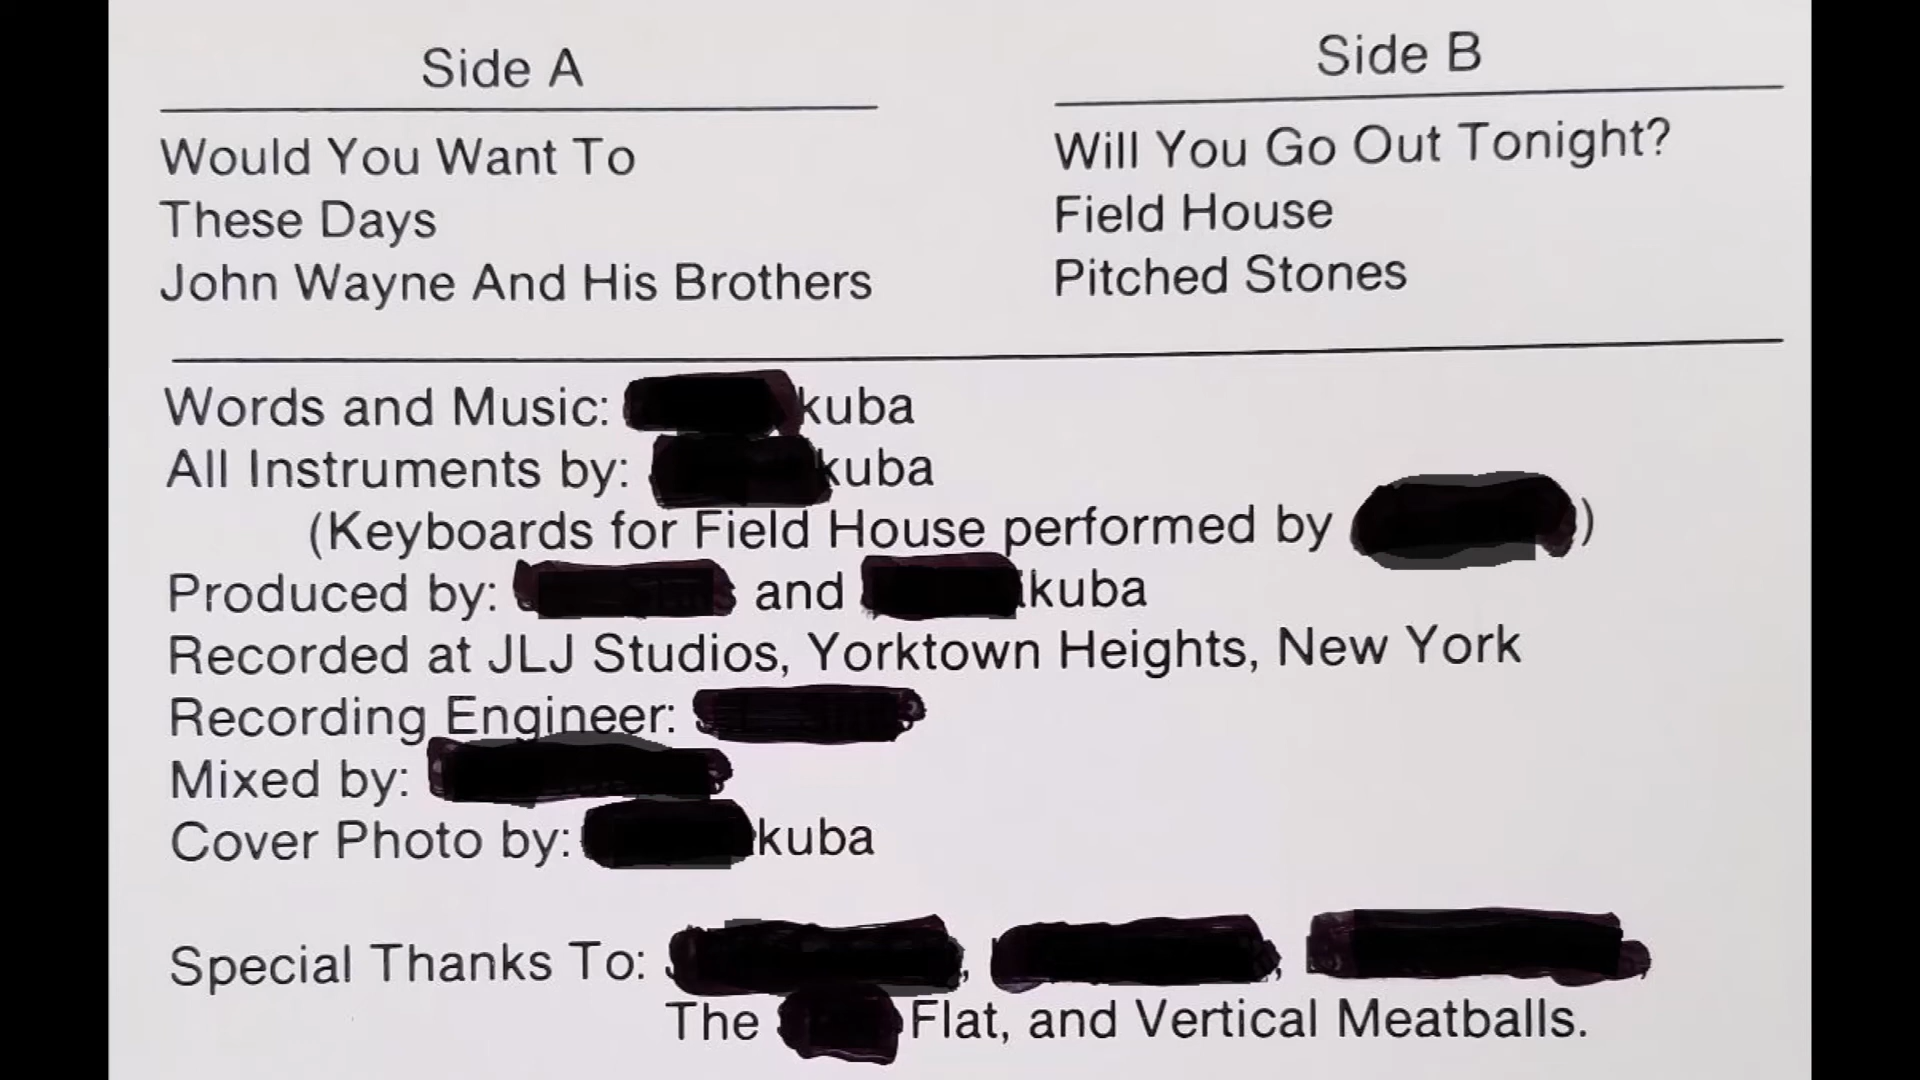 Side A
Would You Want To
These Days
John Wayne And His Brothers
Side B
Will You Go Out Tonight?
Field House
Pitched Stones
Words and Music: kuba
All Instruments by: kuba
(Keyboards for Field House performed by )
Produced by: and kuba
Recorded at JLJ Studios, Yorktown Heights, New York
Recording Engineer:
Mixed by:
Cover Photo by: kuba
Special Thanks To: , ,
The Flat, and Vertical Meatballs.